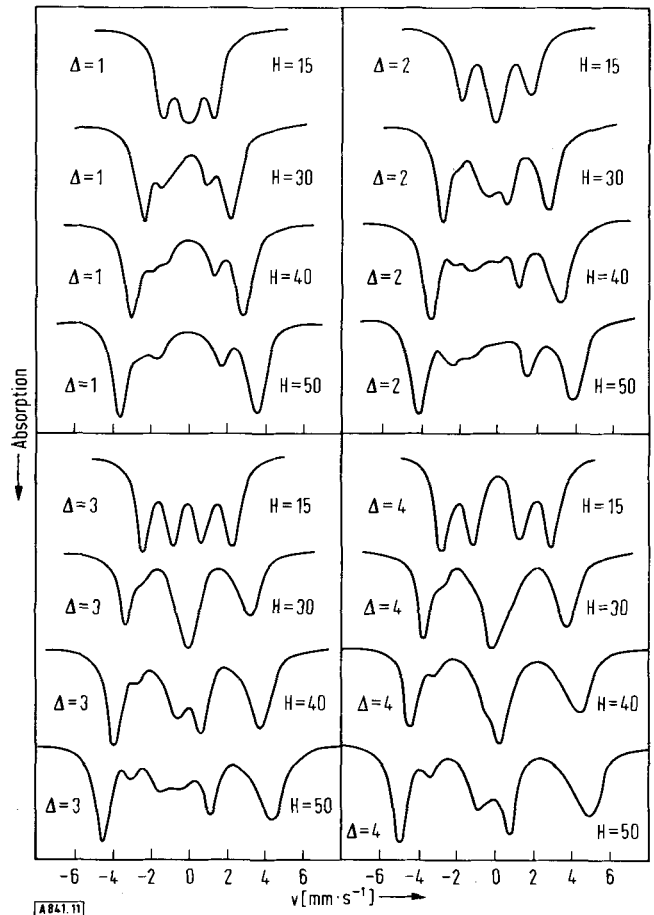 Δ=1 H=15
Δ=1 H=30
Δ=1 H=40
Δ=1 H=50
Δ=2 H=15
Δ=2 H=30
Δ=2 H=40
Δ=2 H=50
← Absorption
Δ=3 H=15
Δ=3 H=30
Δ=3 H=40
Δ=3 H=50
Δ=4 H=15
Δ=4 H=30
Δ=4 H=40
Δ=4 H=50
-6 -4 -2 0 2 4 6
-6 -4 -2 0 2 4 6
v[mm·s⁻¹] →
A841.11